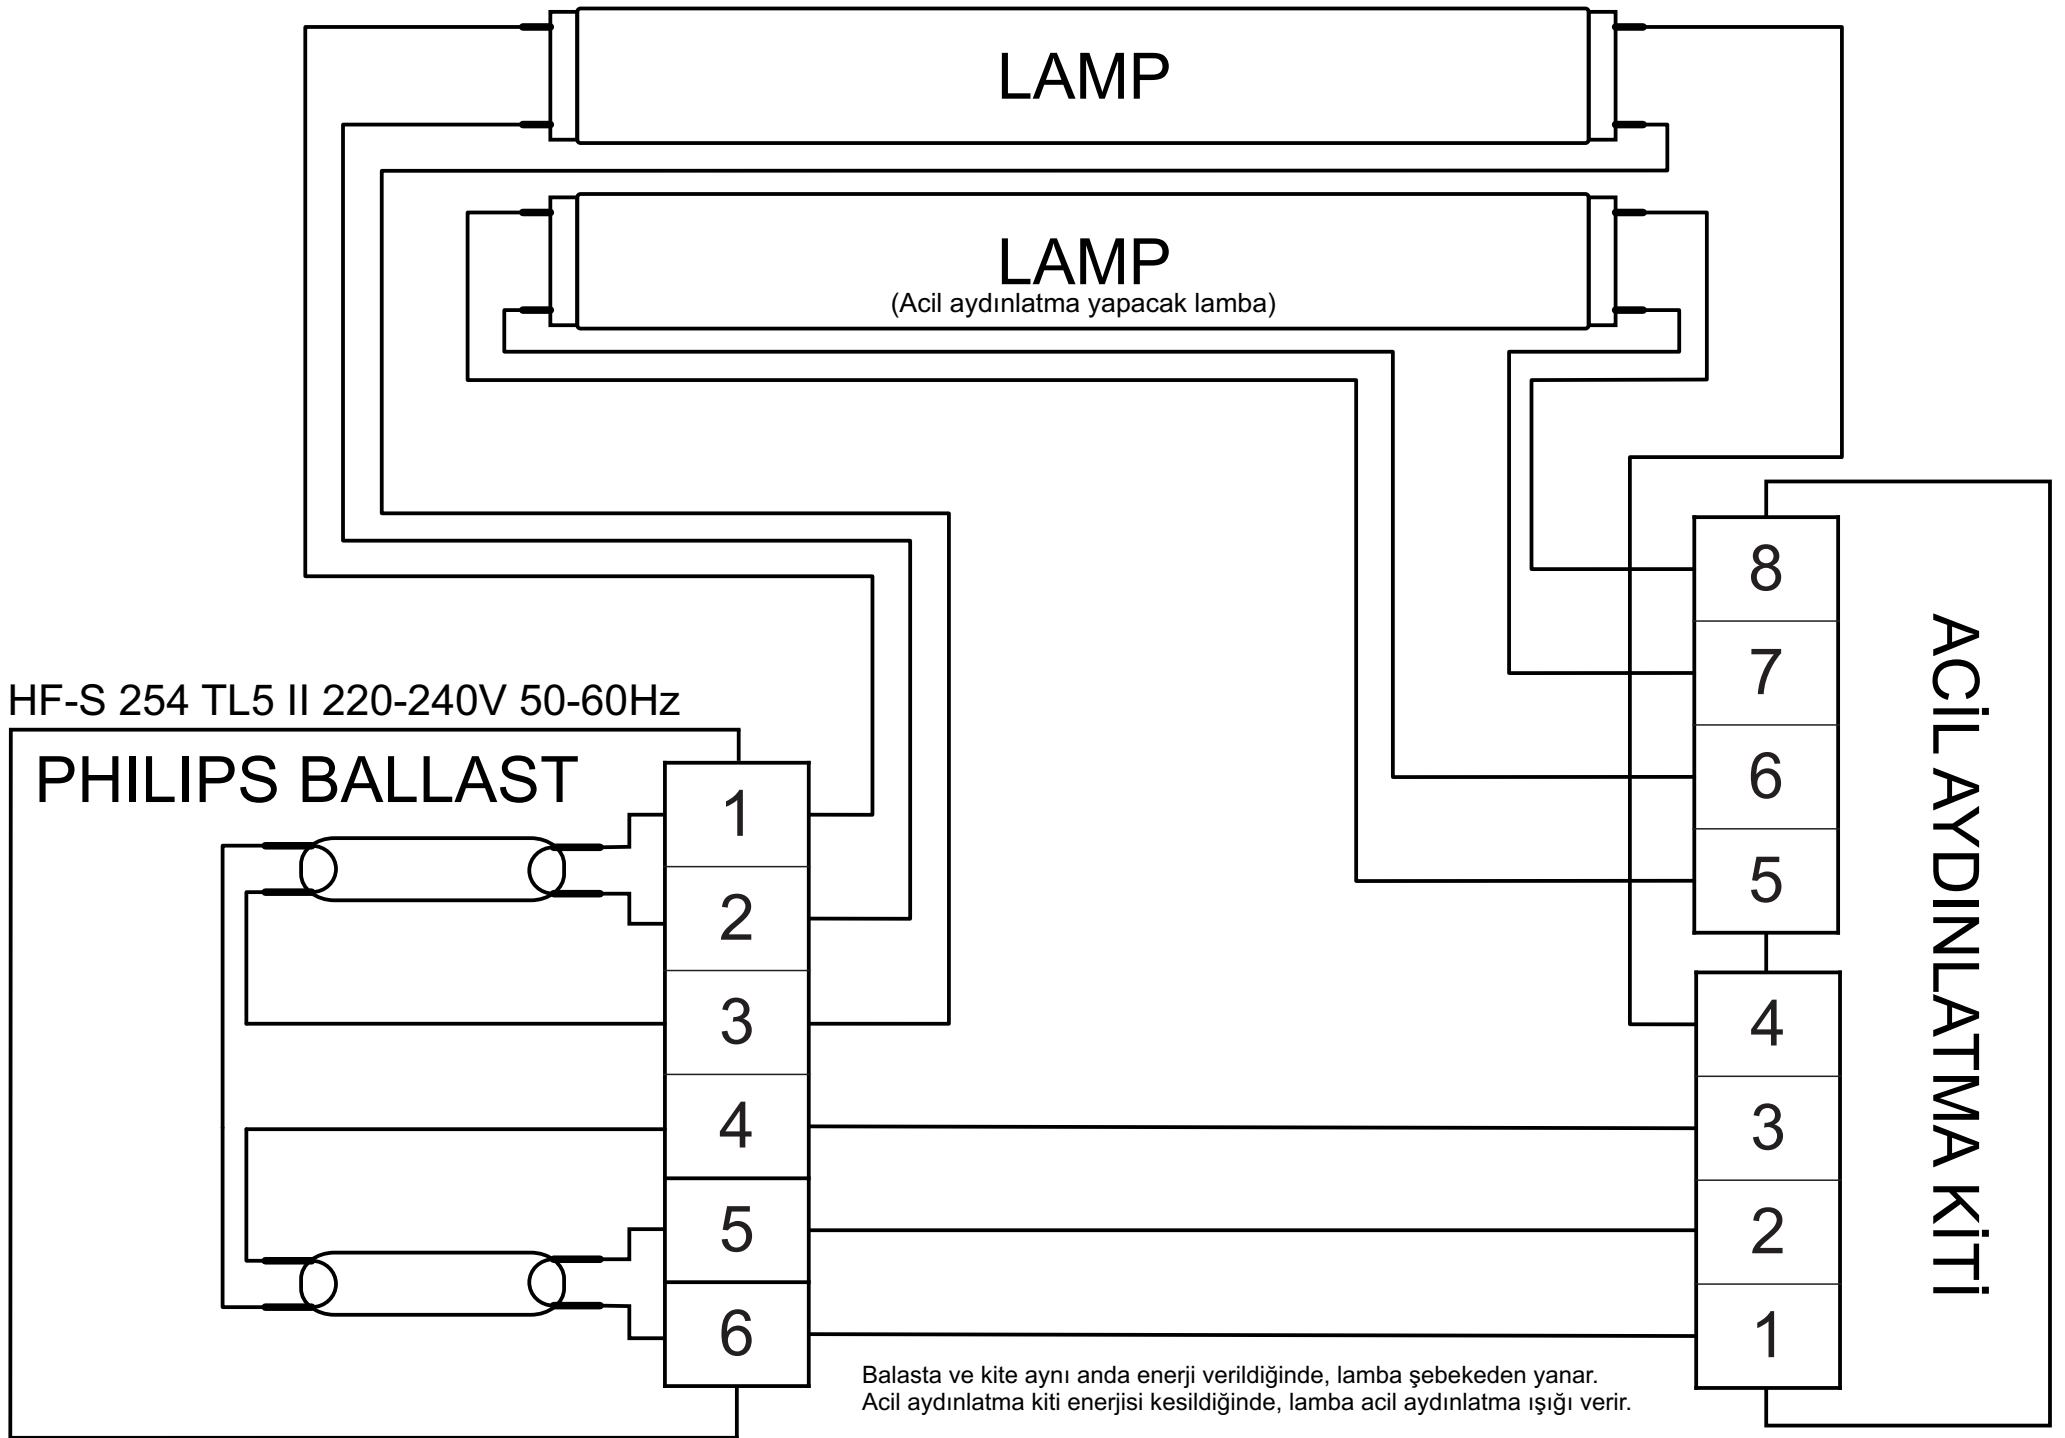 LAMP
LAMP
(Acil aydınlatma yapacak lamba)
HF-S 254 TL5 II 220-240V 50-60Hz
PHILIPS BALLAST
1
2
3
4
5
6
8
7
6
5
4
3
2
1
ACİL AYDINLATMA KİTİ
Balasta ve kite aynı anda enerji verildiğinde, lamba şebekeden yanar.
Acil aydınlatma kiti enerjisi kesildiğinde, lamba acil aydınlatma ışığı verir.